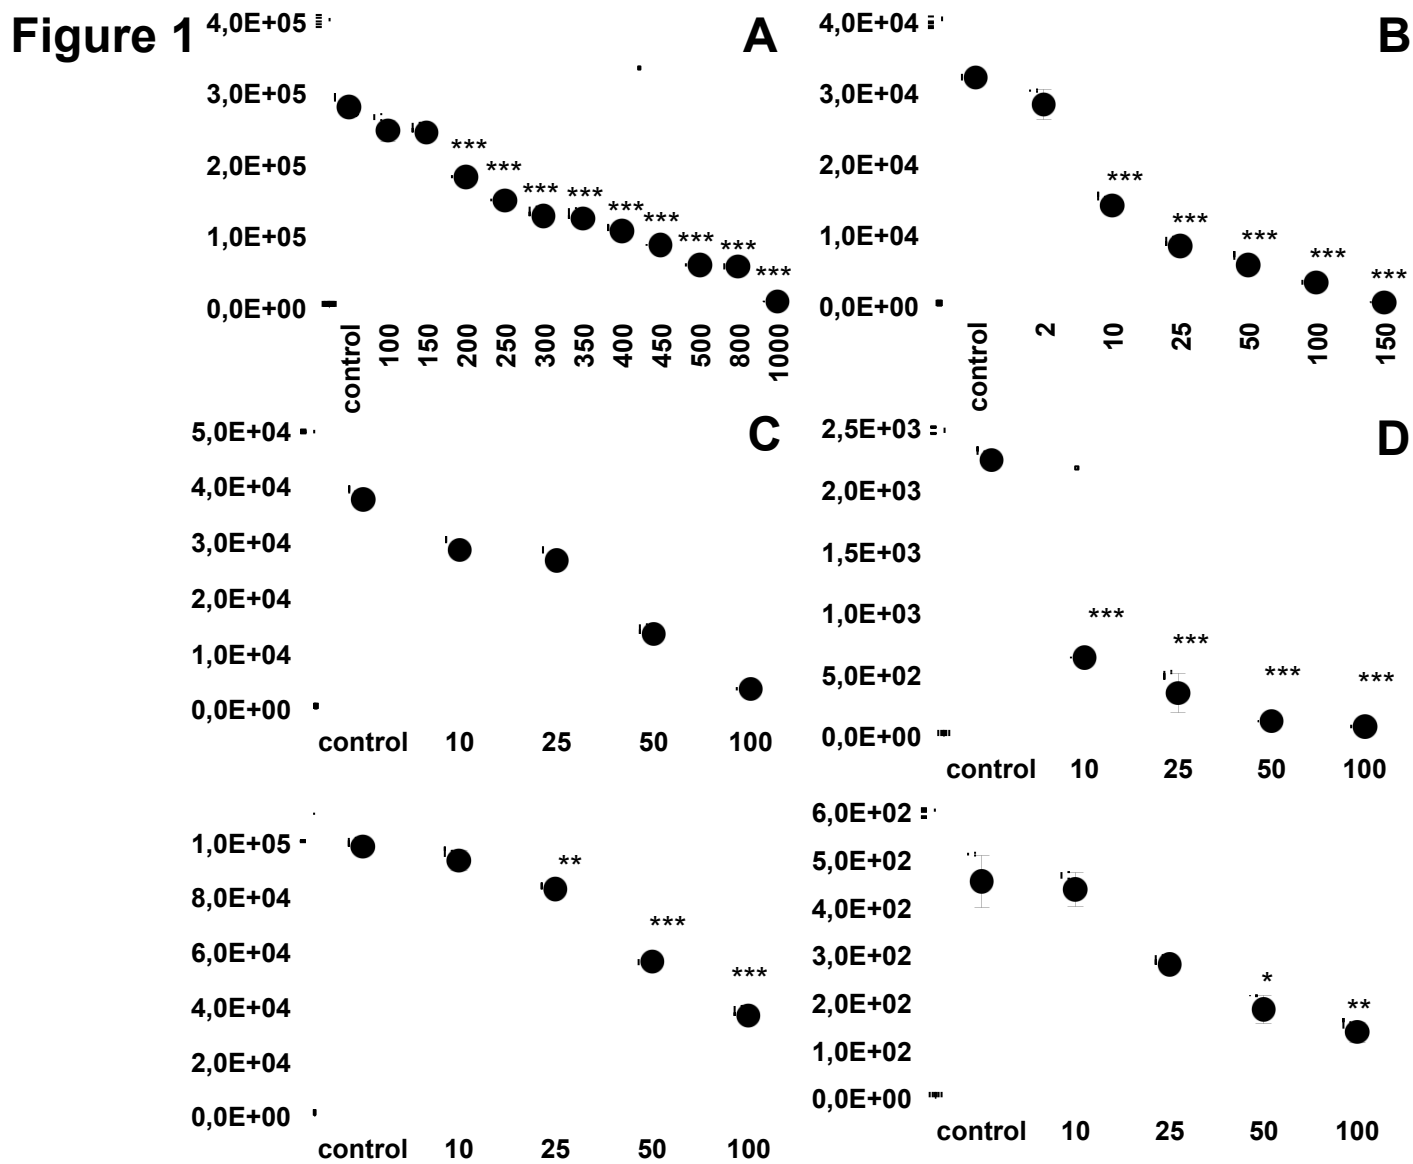 Figure 1
A
4,0E+05
3,0E+05
2,0E+05
1,0E+05
0,0E+00
***
***
***
***
***
***
***
***
***
control 100 150 200 250 300 350 400 450 500 800 1000
B
4,0E+04
3,0E+04
2,0E+04
1,0E+04
0,0E+00
***
***
***
***
***
control 2 10 25 50 100 150
C
5,0E+04
4,0E+04
3,0E+04
2,0E+04
1,0E+04
0,0E+00
control 10 25 50 100
D
2,5E+03
2,0E+03
1,5E+03
1,0E+03
5,0E+02
0,0E+00
***
***
***
***
control 10 25 50 100
1,0E+05
8,0E+04
6,0E+04
4,0E+04
2,0E+04
0,0E+00
**
***
***
control 10 25 50 100
6,0E+02
5,0E+02
4,0E+02
3,0E+02
2,0E+02
1,0E+02
0,0E+00
*
**
control 10 25 50 100